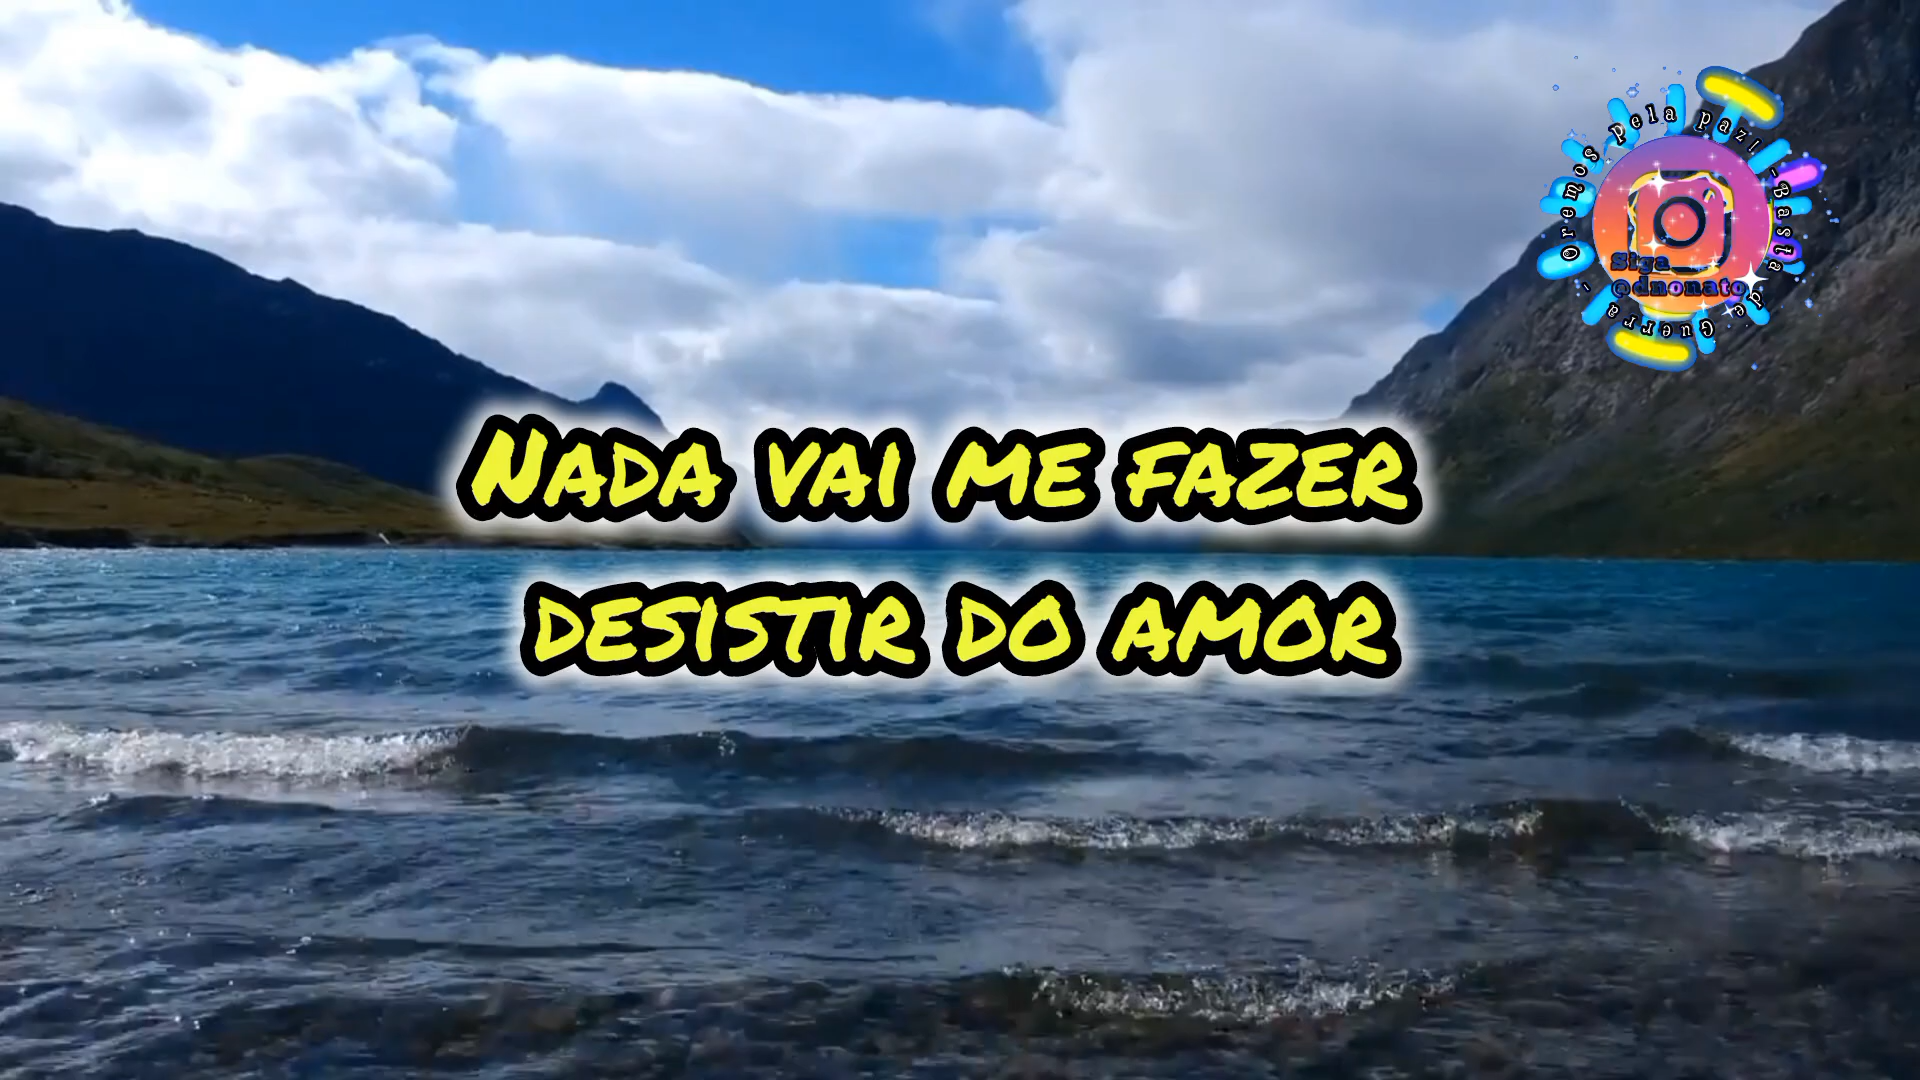 Oremos pela paz! - Basta de Guerra -
Siga
@dnonato
NADA VAI ME FAZER
DESISTIR DO AMOR